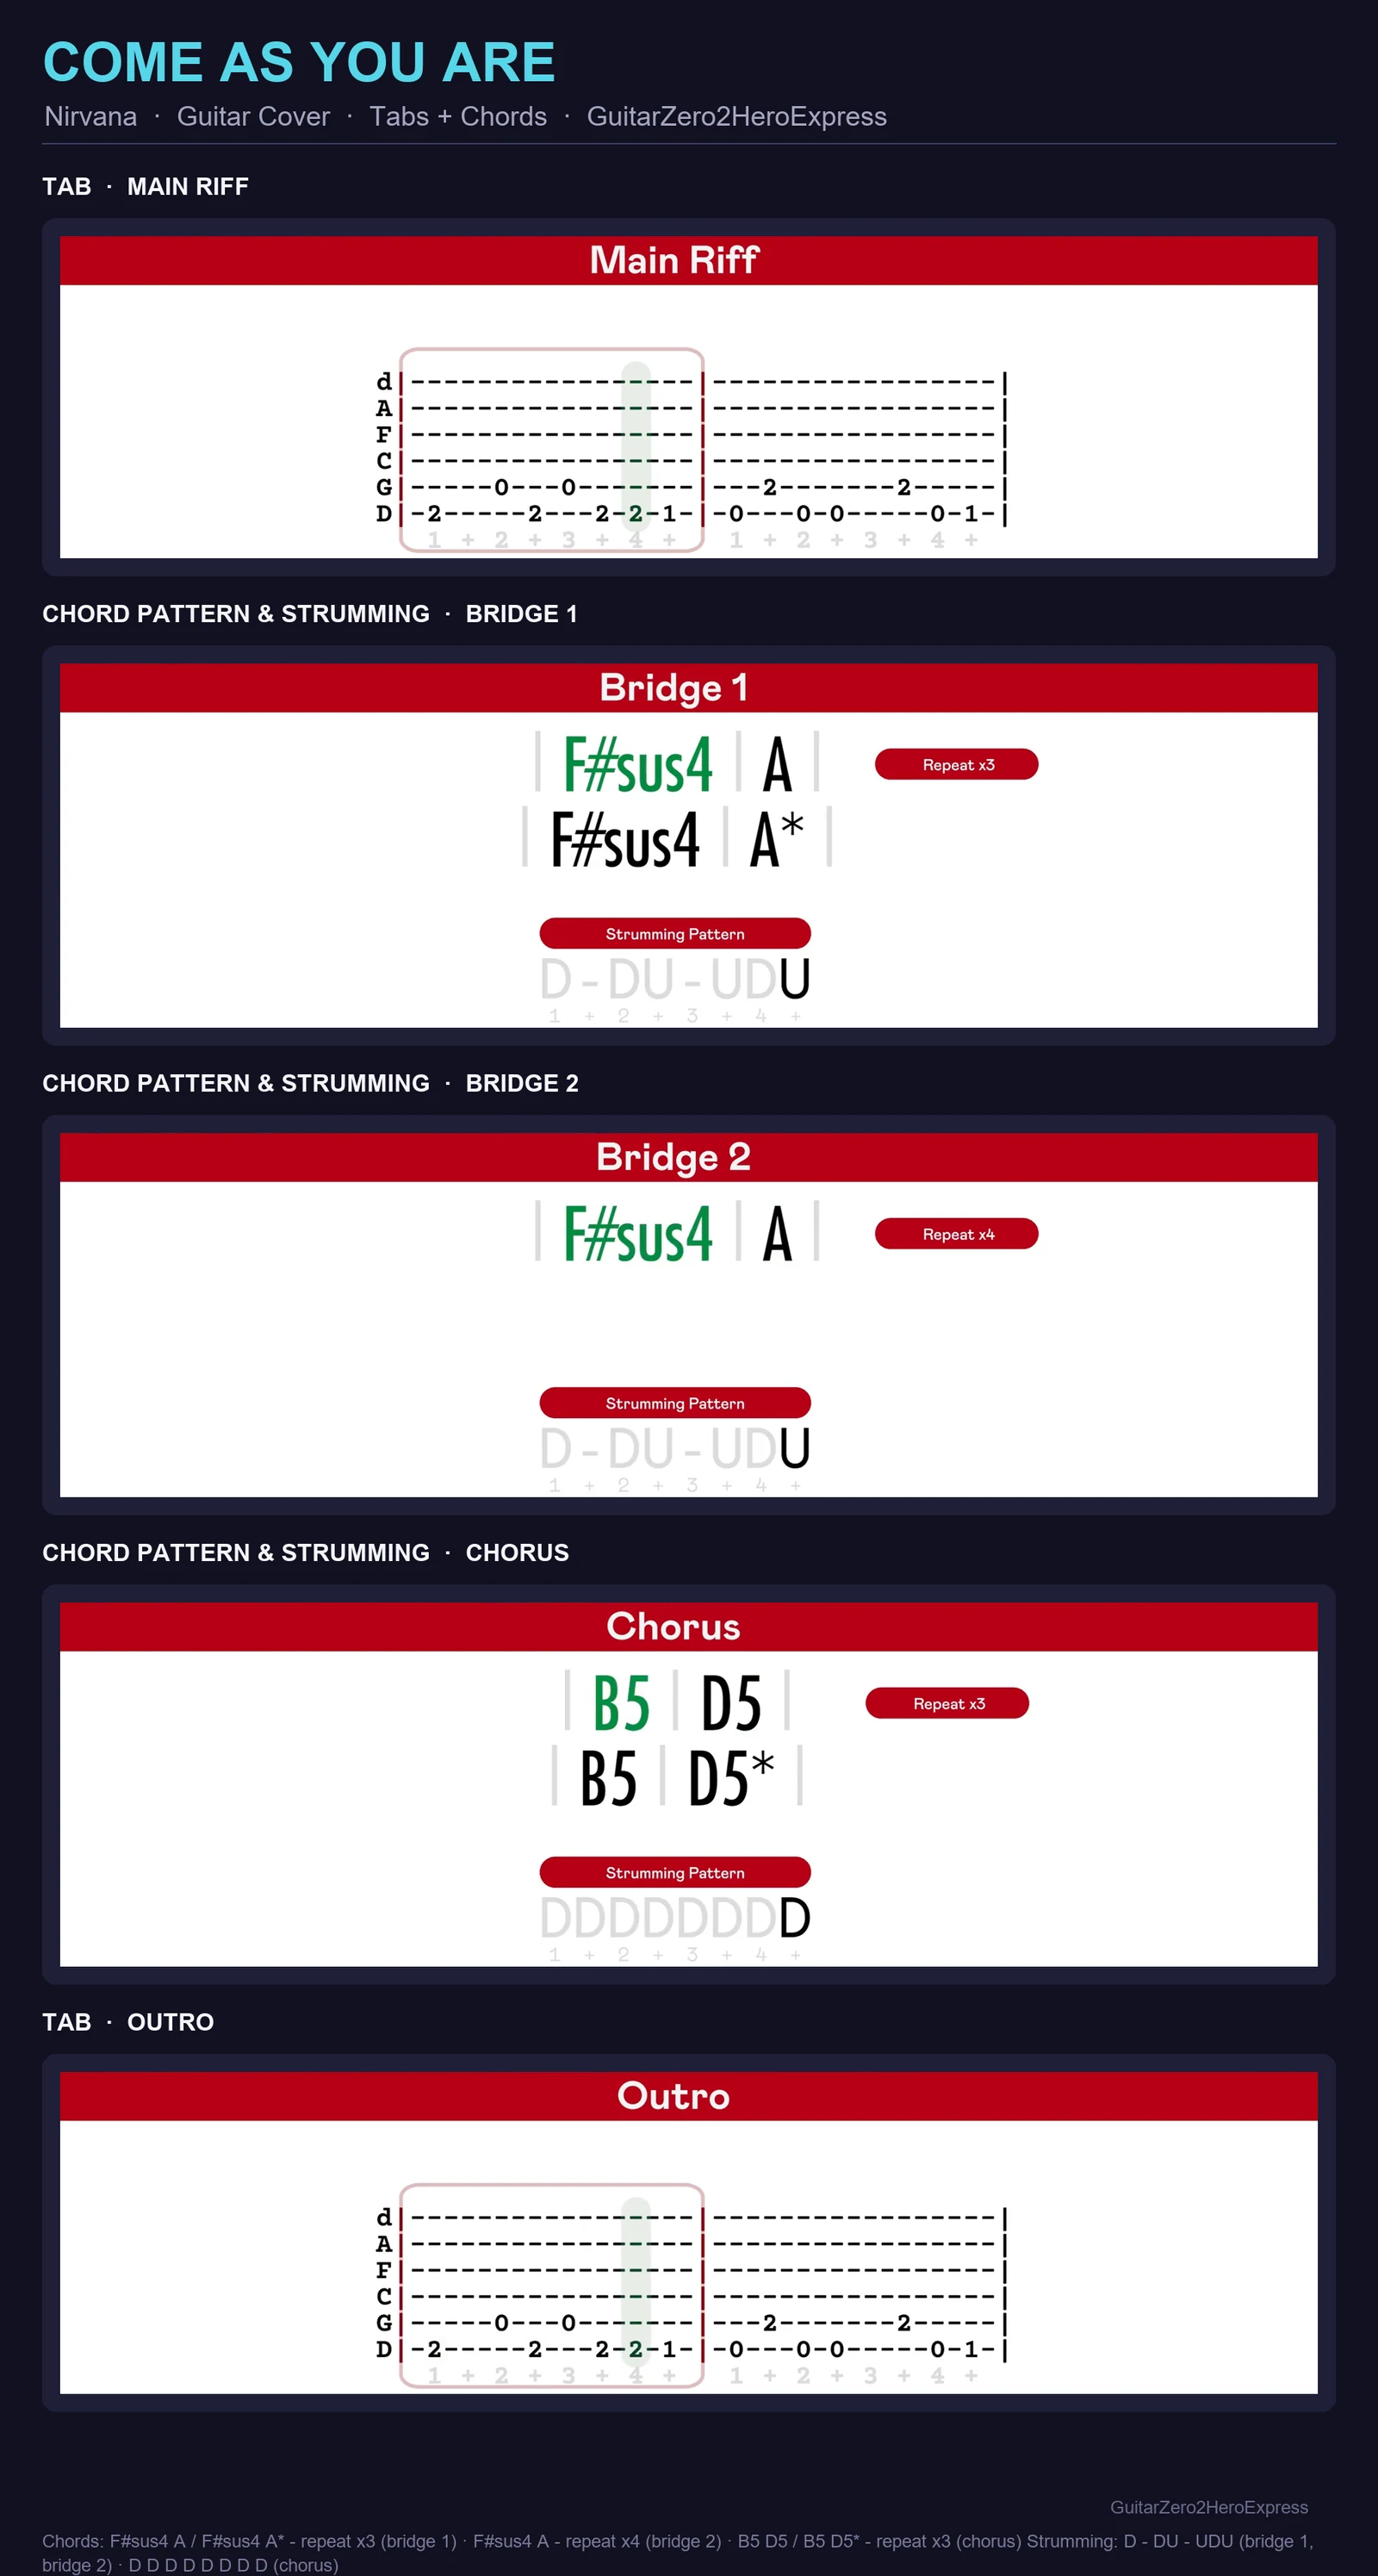 COME AS YOU ARE
Nirvana · Guitar Cover · Tabs + Chords · GuitarZero2HeroExpress
TAB · MAIN RIFF
Main Riff
d|-----------------|-----------------|
A|-----------------|-----------------|
F|-----------------|-----------------|
C|-----------------|-----------------|
G|-----0---0-------|---2-------2-----|
D|-2-----2---2-2-1-|-0---0-0-----0-1-|
1 + 2 + 3 + 4 + 1 + 2 + 3 + 4 +
CHORD PATTERN & STRUMMING · BRIDGE 1
Bridge 1
| F#sus4 | A | Repeat x3
| F#sus4 | A* |
Strumming Pattern
D-DU-UDU
1 + 2 + 3 + 4 +
CHORD PATTERN & STRUMMING · BRIDGE 2
Bridge 2
| F#sus4 | A | Repeat x4
Strumming Pattern
D-DU-UDU
1 + 2 + 3 + 4 +
CHORD PATTERN & STRUMMING · CHORUS
Chorus
| B5 | D5 | Repeat x3
| B5 | D5* |
Strumming Pattern
DDDDDDDD
1 + 2 + 3 + 4 +
TAB · OUTRO
Outro
d|-----------------|-----------------|
A|-----------------|-----------------|
F|-----------------|-----------------|
C|-----------------|-----------------|
G|-----0---0-------|---2-------2-----|
D|-2-----2---2-2-1-|-0---0-0-----0-1-|
1 + 2 + 3 + 4 + 1 + 2 + 3 + 4 +
GuitarZero2HeroExpress
Chords: F#sus4 A / F#sus4 A* - repeat x3 (bridge 1) · F#sus4 A - repeat x4 (bridge 2) · B5 D5 / B5 D5* - repeat x3 (chorus) Strumming: D - DU - UDU (bridge 1,
bridge 2) · D D D D D D D D (chorus)